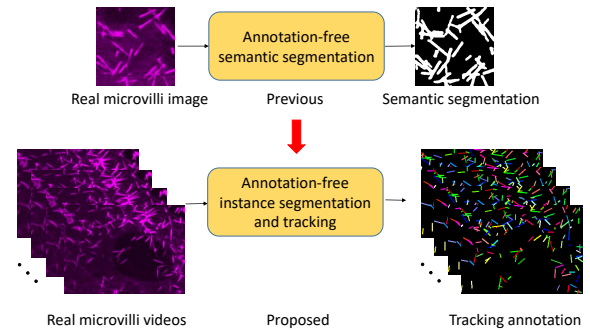 Annotation-free
semantic segmentation
Real microvilli image
Previous
Semantic segmentation
Annotation-free
instance segmentation
and tracking
Real microvilli videos
Proposed
Tracking annotation